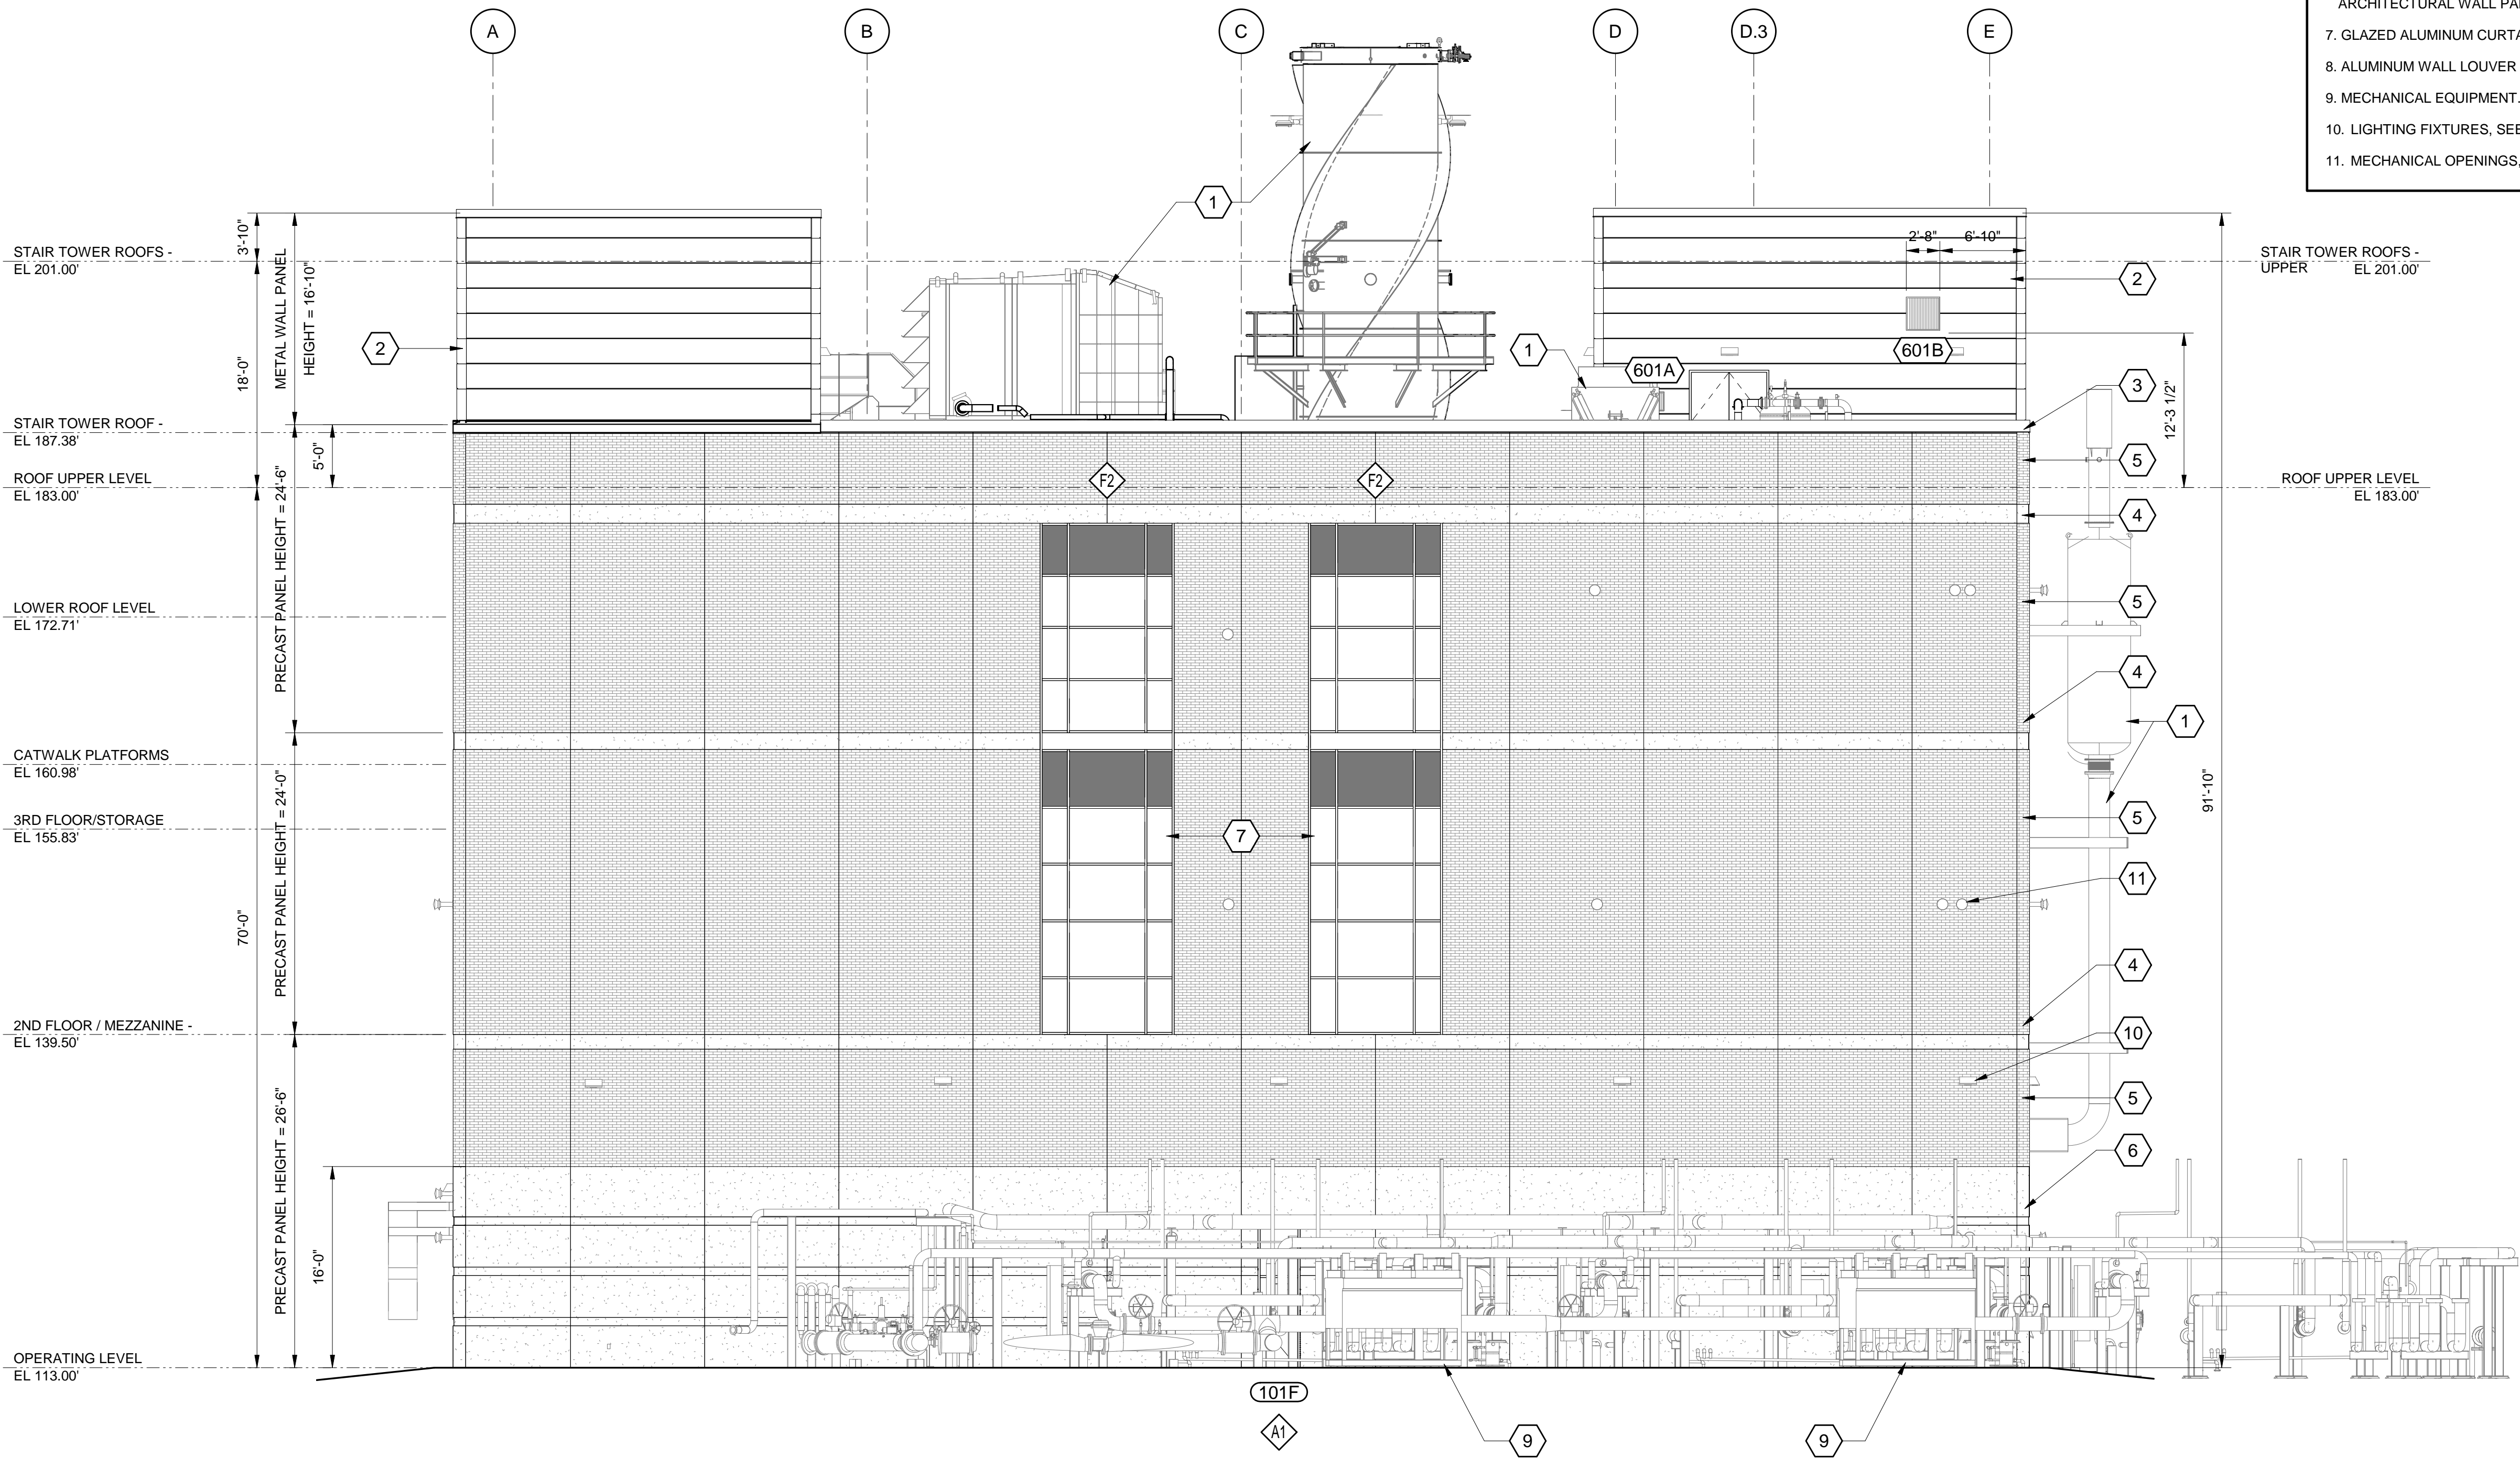 A
B
C
D
D.3
E
ARCHITECTURAL WALL
7. GLAZED ALUMINUM
8. ALUMINUM WALL LOUVER
9. MECHANICAL EQUIPMENT.
10. LIGHTING FIXTURES,
11. MECHANICAL OPENINGS,
1
3'-10"
METAL WALL PANEL
HEIGHT = 16'-10"
STAIR TOWER ROOFS -
EL 201.00'
2'-8"
6'-10"
STAIR TOWER ROOFS -
UPPER EL 201.00'
2
2
18'-0"
1
601A
601B
3
12'-3 1/2"
STAIR TOWER ROOF -
EL 187.38'
5'-0"
5
ROOF UPPER LEVEL
EL 183.00'
F2
F2
ROOF UPPER LEVEL
EL 183.00'
4
PRECAST PANEL HEIGHT = 24'-6"
LOWER ROOF LEVEL
EL 172.71'
5
4
1
CATWALK PLATFORMS
EL 160.98'
91'-10"
3RD FLOOR/STORAGE
EL 155.83'
7
5
PRECAST PANEL HEIGHT = 24'-0"
11
70'-0"
4
2ND FLOOR / MEZZANINE -
EL 139.50'
10
5
6
PRECAST PANEL HEIGHT = 26'-6"
16'-0"
OPERATING LEVEL
EL 113.00'
101F
A1
9
9